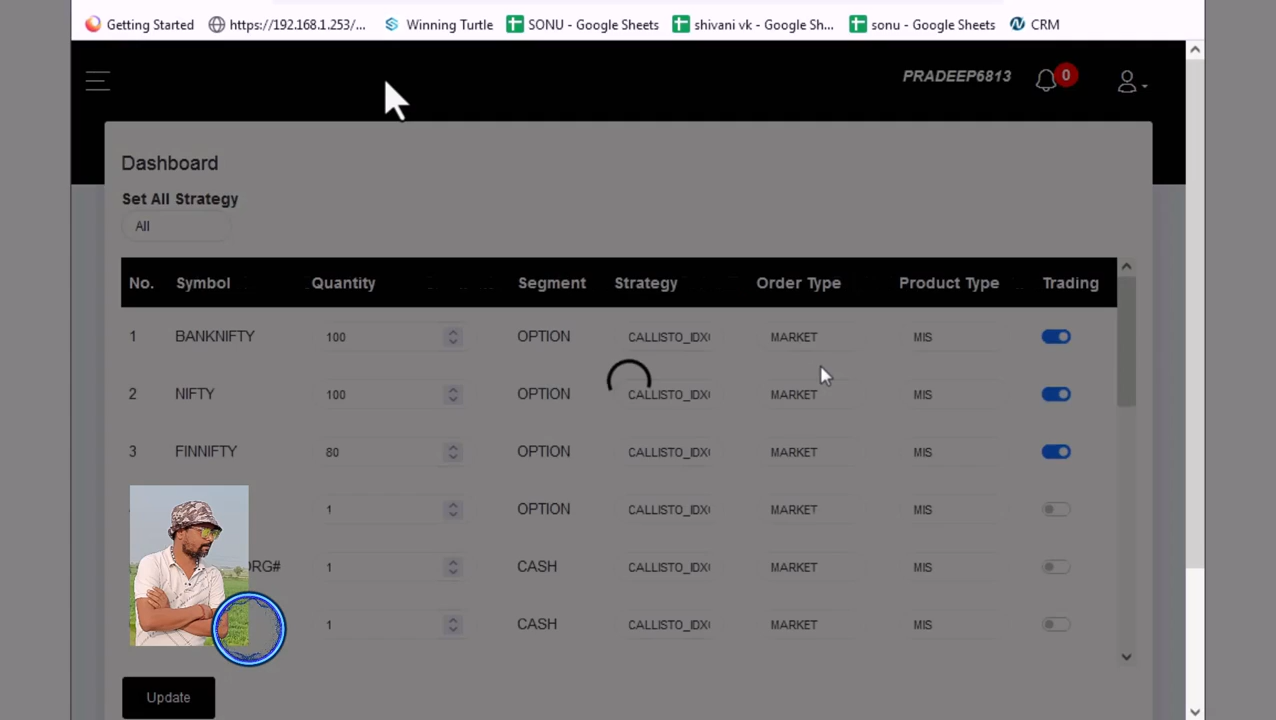 Getting Started https://192.168.1.253/... Winning Turtle SONU - Google Sheets shivani vk - Google Sh... sonu - Google Sheets CRM
PRADEEP6813 0
Dashboard
Set All Strategy
All
No. Symbol Quantity Segment Strategy Order Type Product Type Trading
1 BANKNIFTY 100 OPTION CALLISTO_IDX MARKET MIS
2 NIFTY 100 OPTION CALLISTO_IDX MARKET MIS
3 FINNIFTY 80 OPTION CALLISTO_IDX MARKET MIS
1 OPTION CALLISTO_IDX MARKET MIS
ORG# 1 CASH CALLISTO_IDX MARKET MIS
1 CASH CALLISTO_IDX MARKET MIS
Update